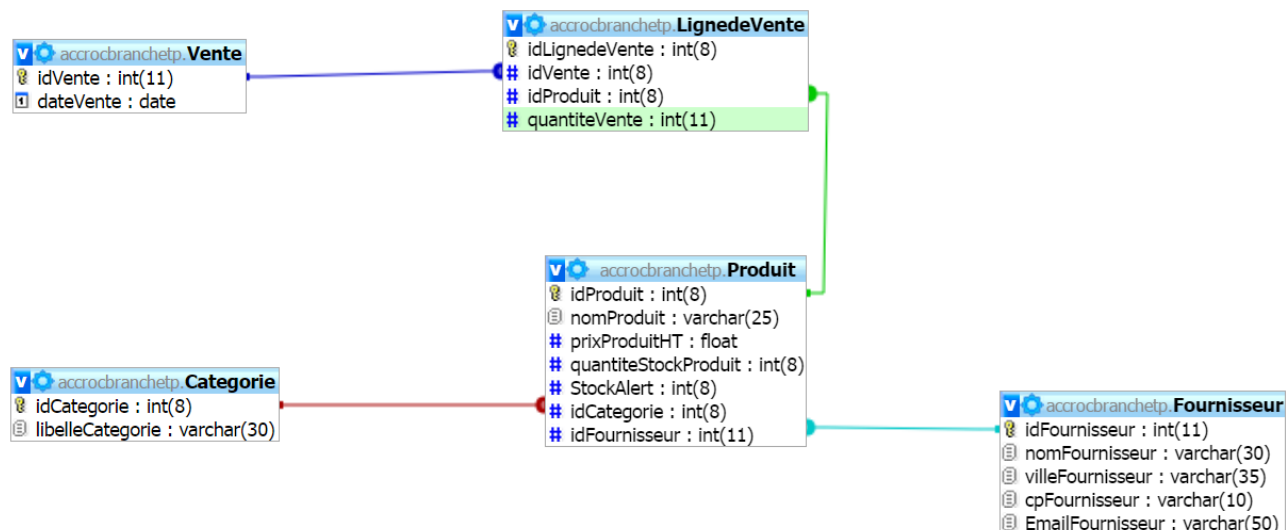 accrocbranchetp.Vente
idVente : int(11)
dateVente : date
accrocbranchetp.LignedeVente
idLignedeVente : int(8)
# idVente : int(8)
# idProduit : int(8)
# quantiteVente : int(11)
accrocbranchetp.Produit
idProduit : int(8)
nomProduit : varchar(25)
# prixProduitHT : float
# quantiteStockProduit : int(8)
# StockAlert : int(8)
# idCategorie : int(8)
# idFournisseur : int(11)
accrocbranchetp.Categorie
idCategorie : int(8)
libelleCategorie : varchar(30)
accrocbranchetp.Fournisseur
idFournisseur : int(11)
nomFournisseur : varchar(30)
villeFournisseur : varchar(35)
cpFournisseur : varchar(10)
EmailFournisseur : varchar(50)